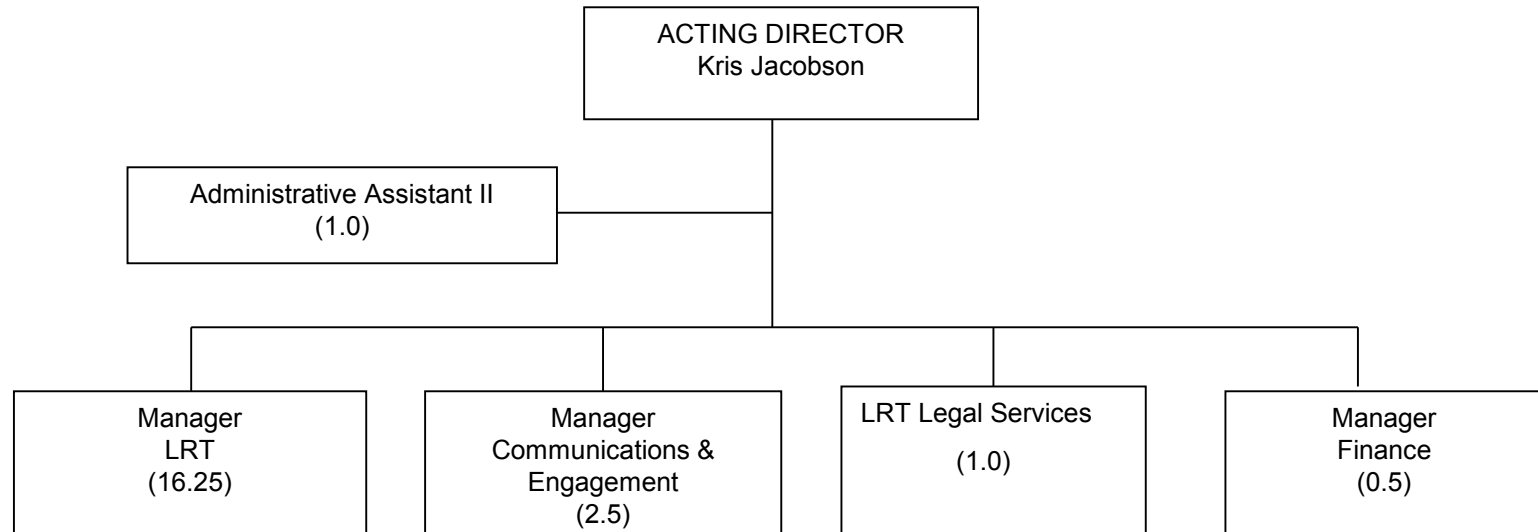 ACTING DIRECTOR
Kris Jacobson
Administrative Assistant II
(1.0)
Manager
LRT
(16.25)
Manager
Communications &
Engagement
(2.5)
LRT Legal Services
(1.0)
Manager
Finance
(0.5)